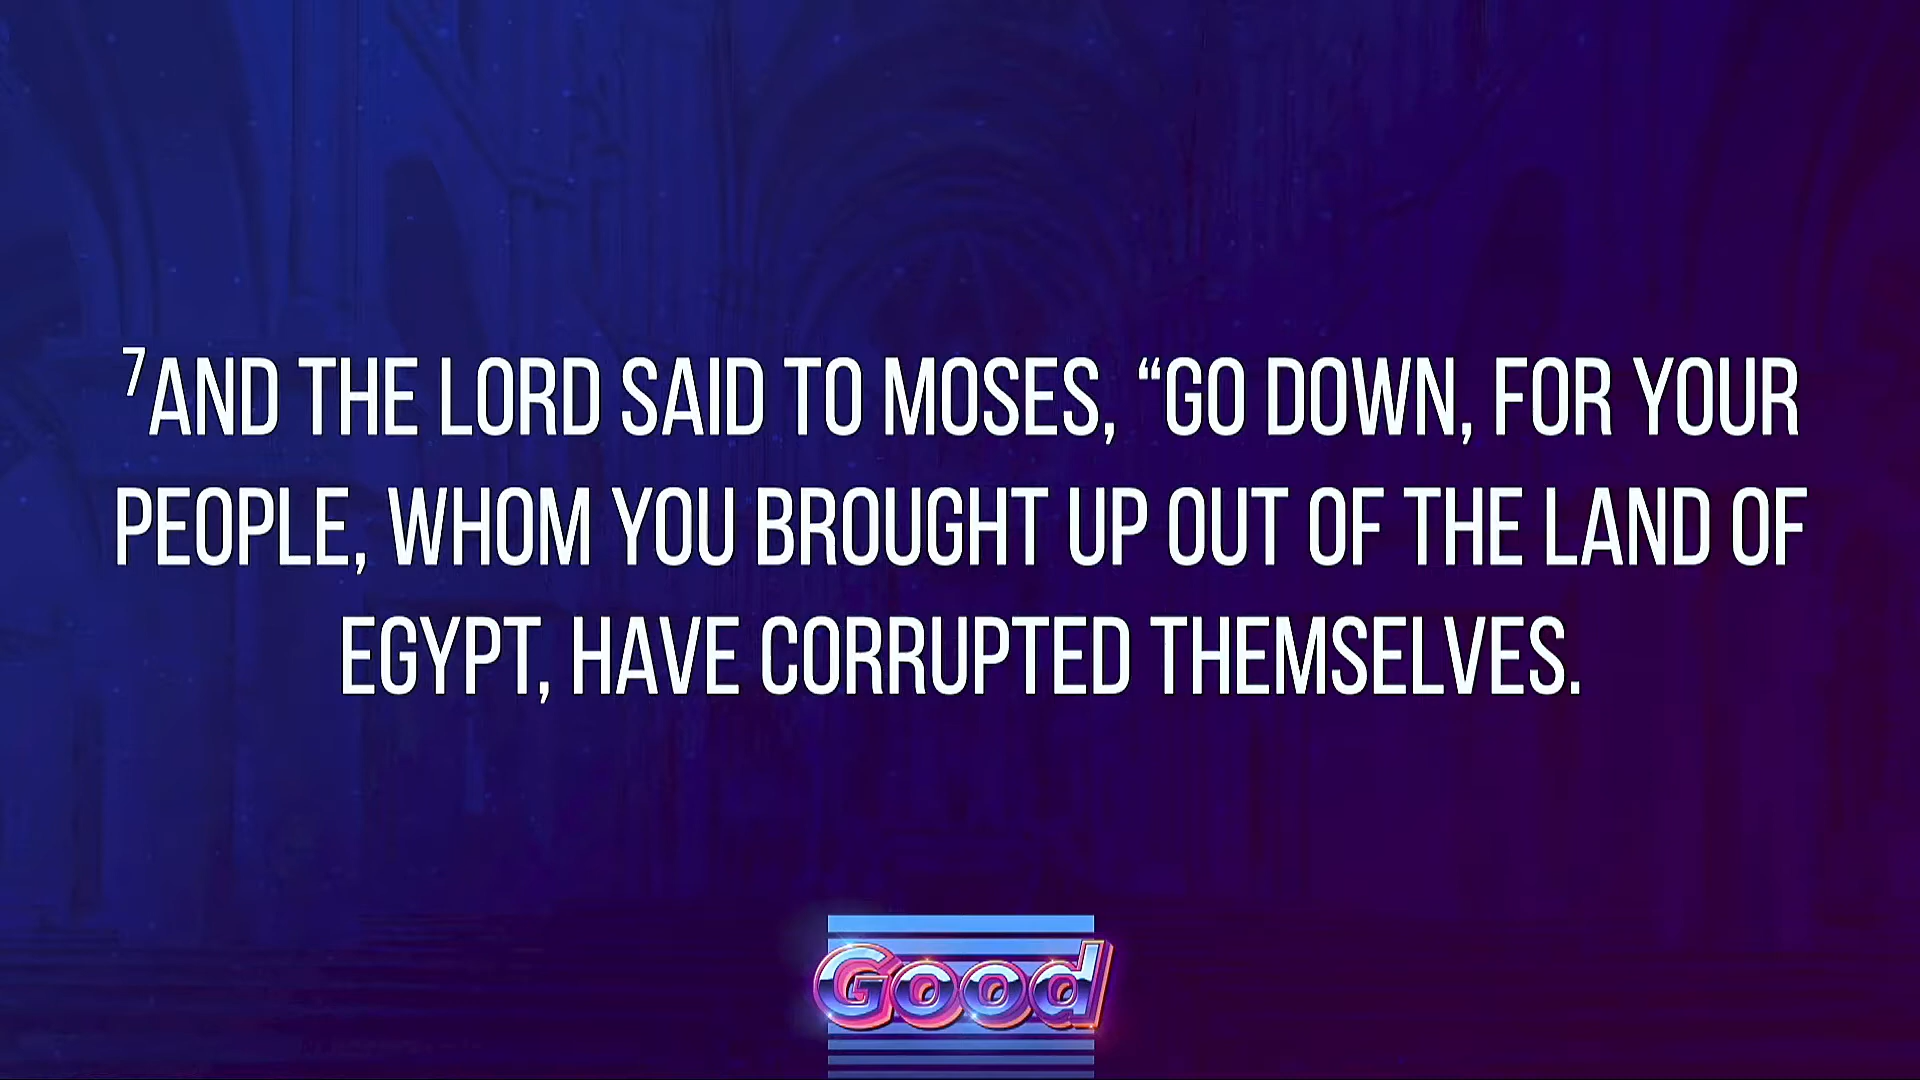 ⁷AND THE LORD SAID TO MOSES, “GO DOWN, FOR YOUR
PEOPLE, WHOM YOU BROUGHT UP OUT OF THE LAND OF
EGYPT, HAVE CORRUPTED THEMSELVES.
Good